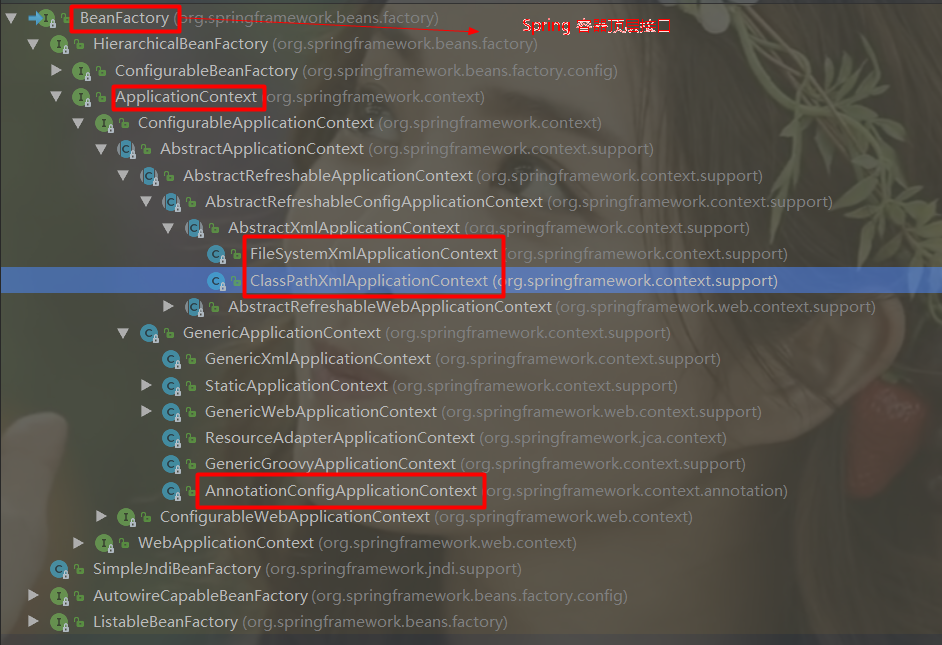 BeanFactory (org.springframework.beans.factory)
Spring
HierarchicalBeanFactory (org.springframework.beans.factory)
ConfigurableBeanFactory (org.springframework.beans.factory.config)
ApplicationContext (org.springframework.context)
ConfigurableApplicationContext (org.springframework.context)
AbstractApplicationContext (org.springframework.context.support)
AbstractRefreshableApplicationContext (org.springframework.context.support)
AbstractRefreshableConfigApplicationContext (org.springframework.context.support)
AbstractXmlApplicationContext (org.springframework.context.support)
FileSystemXmlApplicationContext (org.springframework.context.support)
ClassPathXmlApplicationContext (org.springframework.context.support)
AbstractRefreshableWebApplicationContext (org.springframework.web.context.support)
GenericApplicationContext (org.springframework.context.support)
GenericXmlApplicationContext (org.springframework.context.support)
StaticApplicationContext (org.springframework.context.support)
GenericWebApplicationContext (org.springframework.web.context.support)
ResourceAdapterApplicationContext (org.springframework.jca.context)
GenericGroovyApplicationContext (org.springframework.context.support)
AnnotationConfigApplicationContext (org.springframework.context.annotation)
ConfigurableWebApplicationContext (org.springframework.web.context)
WebApplicationContext (org.springframework.web.context)
SimpleJndiBeanFactory (org.springframework.jndi.support)
AutowireCapableBeanFactory (org.springframework.beans.factory.config)
ListableBeanFactory (org.springframework.beans.factory)